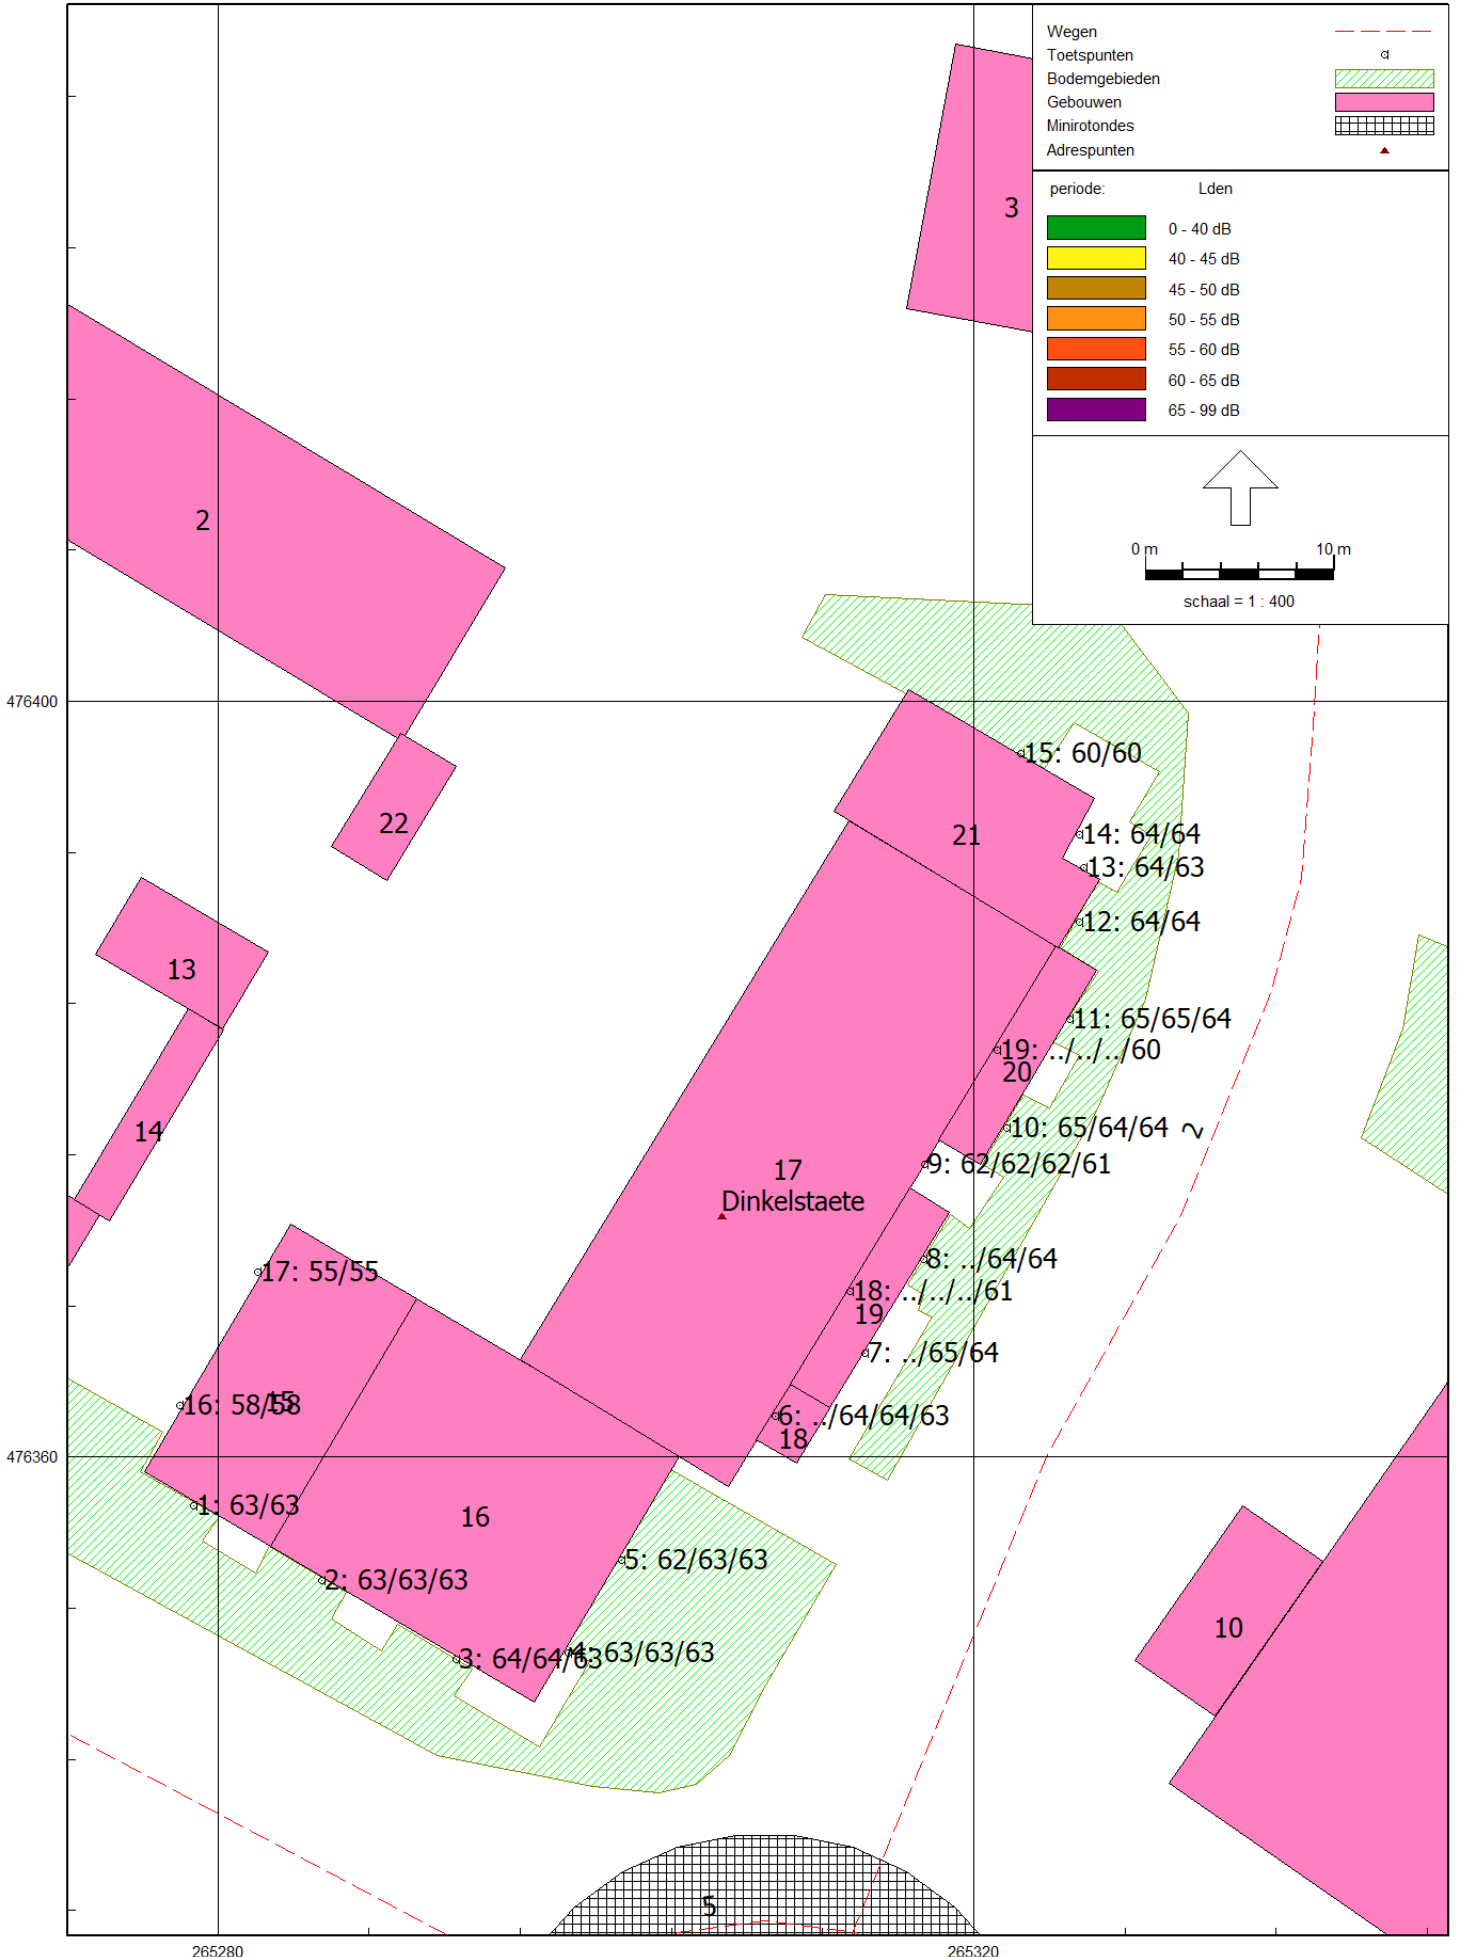 Wegen
Toetspunten
Bodemgebieden
Gebouwen
Minirotondes
Adrespunten
periode: Lden
0 - 40 dB
40 - 45 dB
45 - 50 dB
50 - 55 dB
55 - 60 dB
60 - 65 dB
65 - 99 dB
0 m 10 m
schaal = 1 : 400
3
2
476400
15: 60/60
22
21
14: 64/64
13: 64/63
12: 64/64
13
11: 65/65/64
19: ../../../60
20
14
10: 65/64/64
2
9: 62/62/62/61
17
Dinkelstaete
8: ../64/64
17: 55/55
18: ../../../61
19
7: ../65/64
16: 58/58
15
6: ../64/64/63
18
476360
1: 63/63
16
5: 62/63/63
2: 63/63/63
10
3: 64/64/63
4: 63/63/63
5
265280
265320